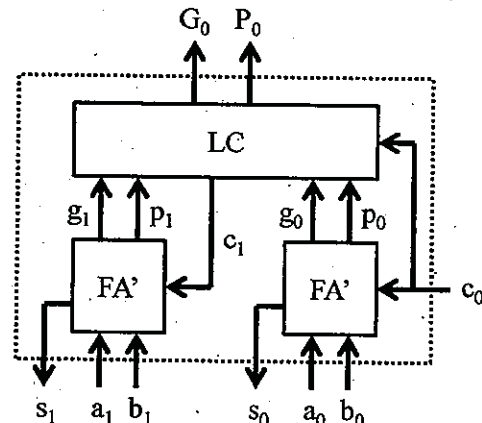 G₀ P₀
LC
g₁ p₁ c₁ g₀ p₀
FA' FA' c₀
s₁ a₁ b₁ s₀ a₀ b₀